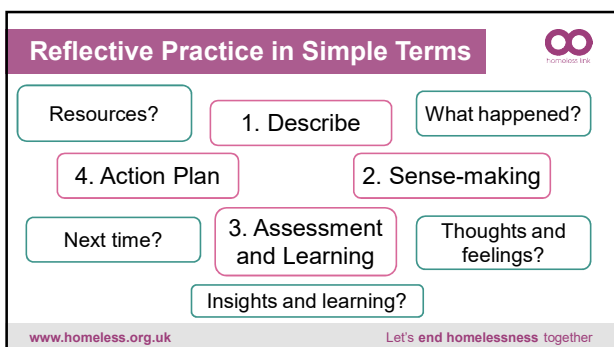 Reflective Practice in Simple Terms
homeless link
Resources?
1. Describe
What happened?
4. Action Plan
2. Sense-making
Next time?
3. Assessment
and Learning
Thoughts and
feelings?
Insights and learning?
www.homeless.org.uk
Let's end homelessness together